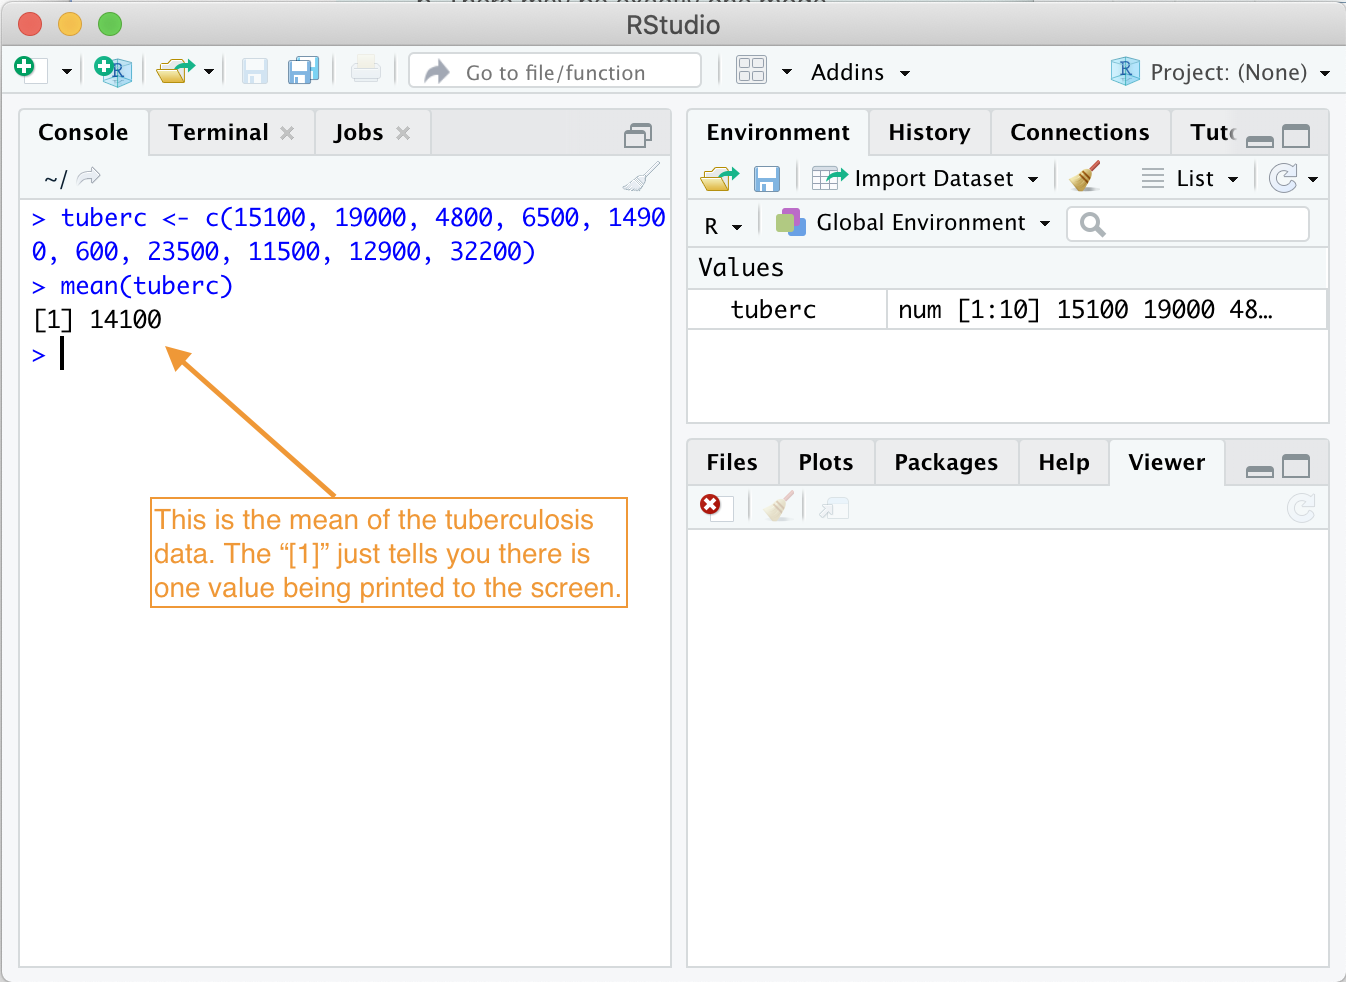 RStudio
Go to file/function
Addins
Project: (None)
Console
Terminal
Jobs
~/
> tuberc <- c(15100, 19000, 4800, 6500, 1490
0, 600, 23500, 11500, 12900, 32200)
> mean(tuberc)
[1] 14100
>
This is the mean of the tuberculosis
data. The “[1]” just tells you there is
one value being printed to the screen.
Environment
History
Connections
Tuto
Import Dataset
List
R
Global Environment
Values
tuberc
num [1:10] 15100 19000 48…
Files
Plots
Packages
Help
Viewer